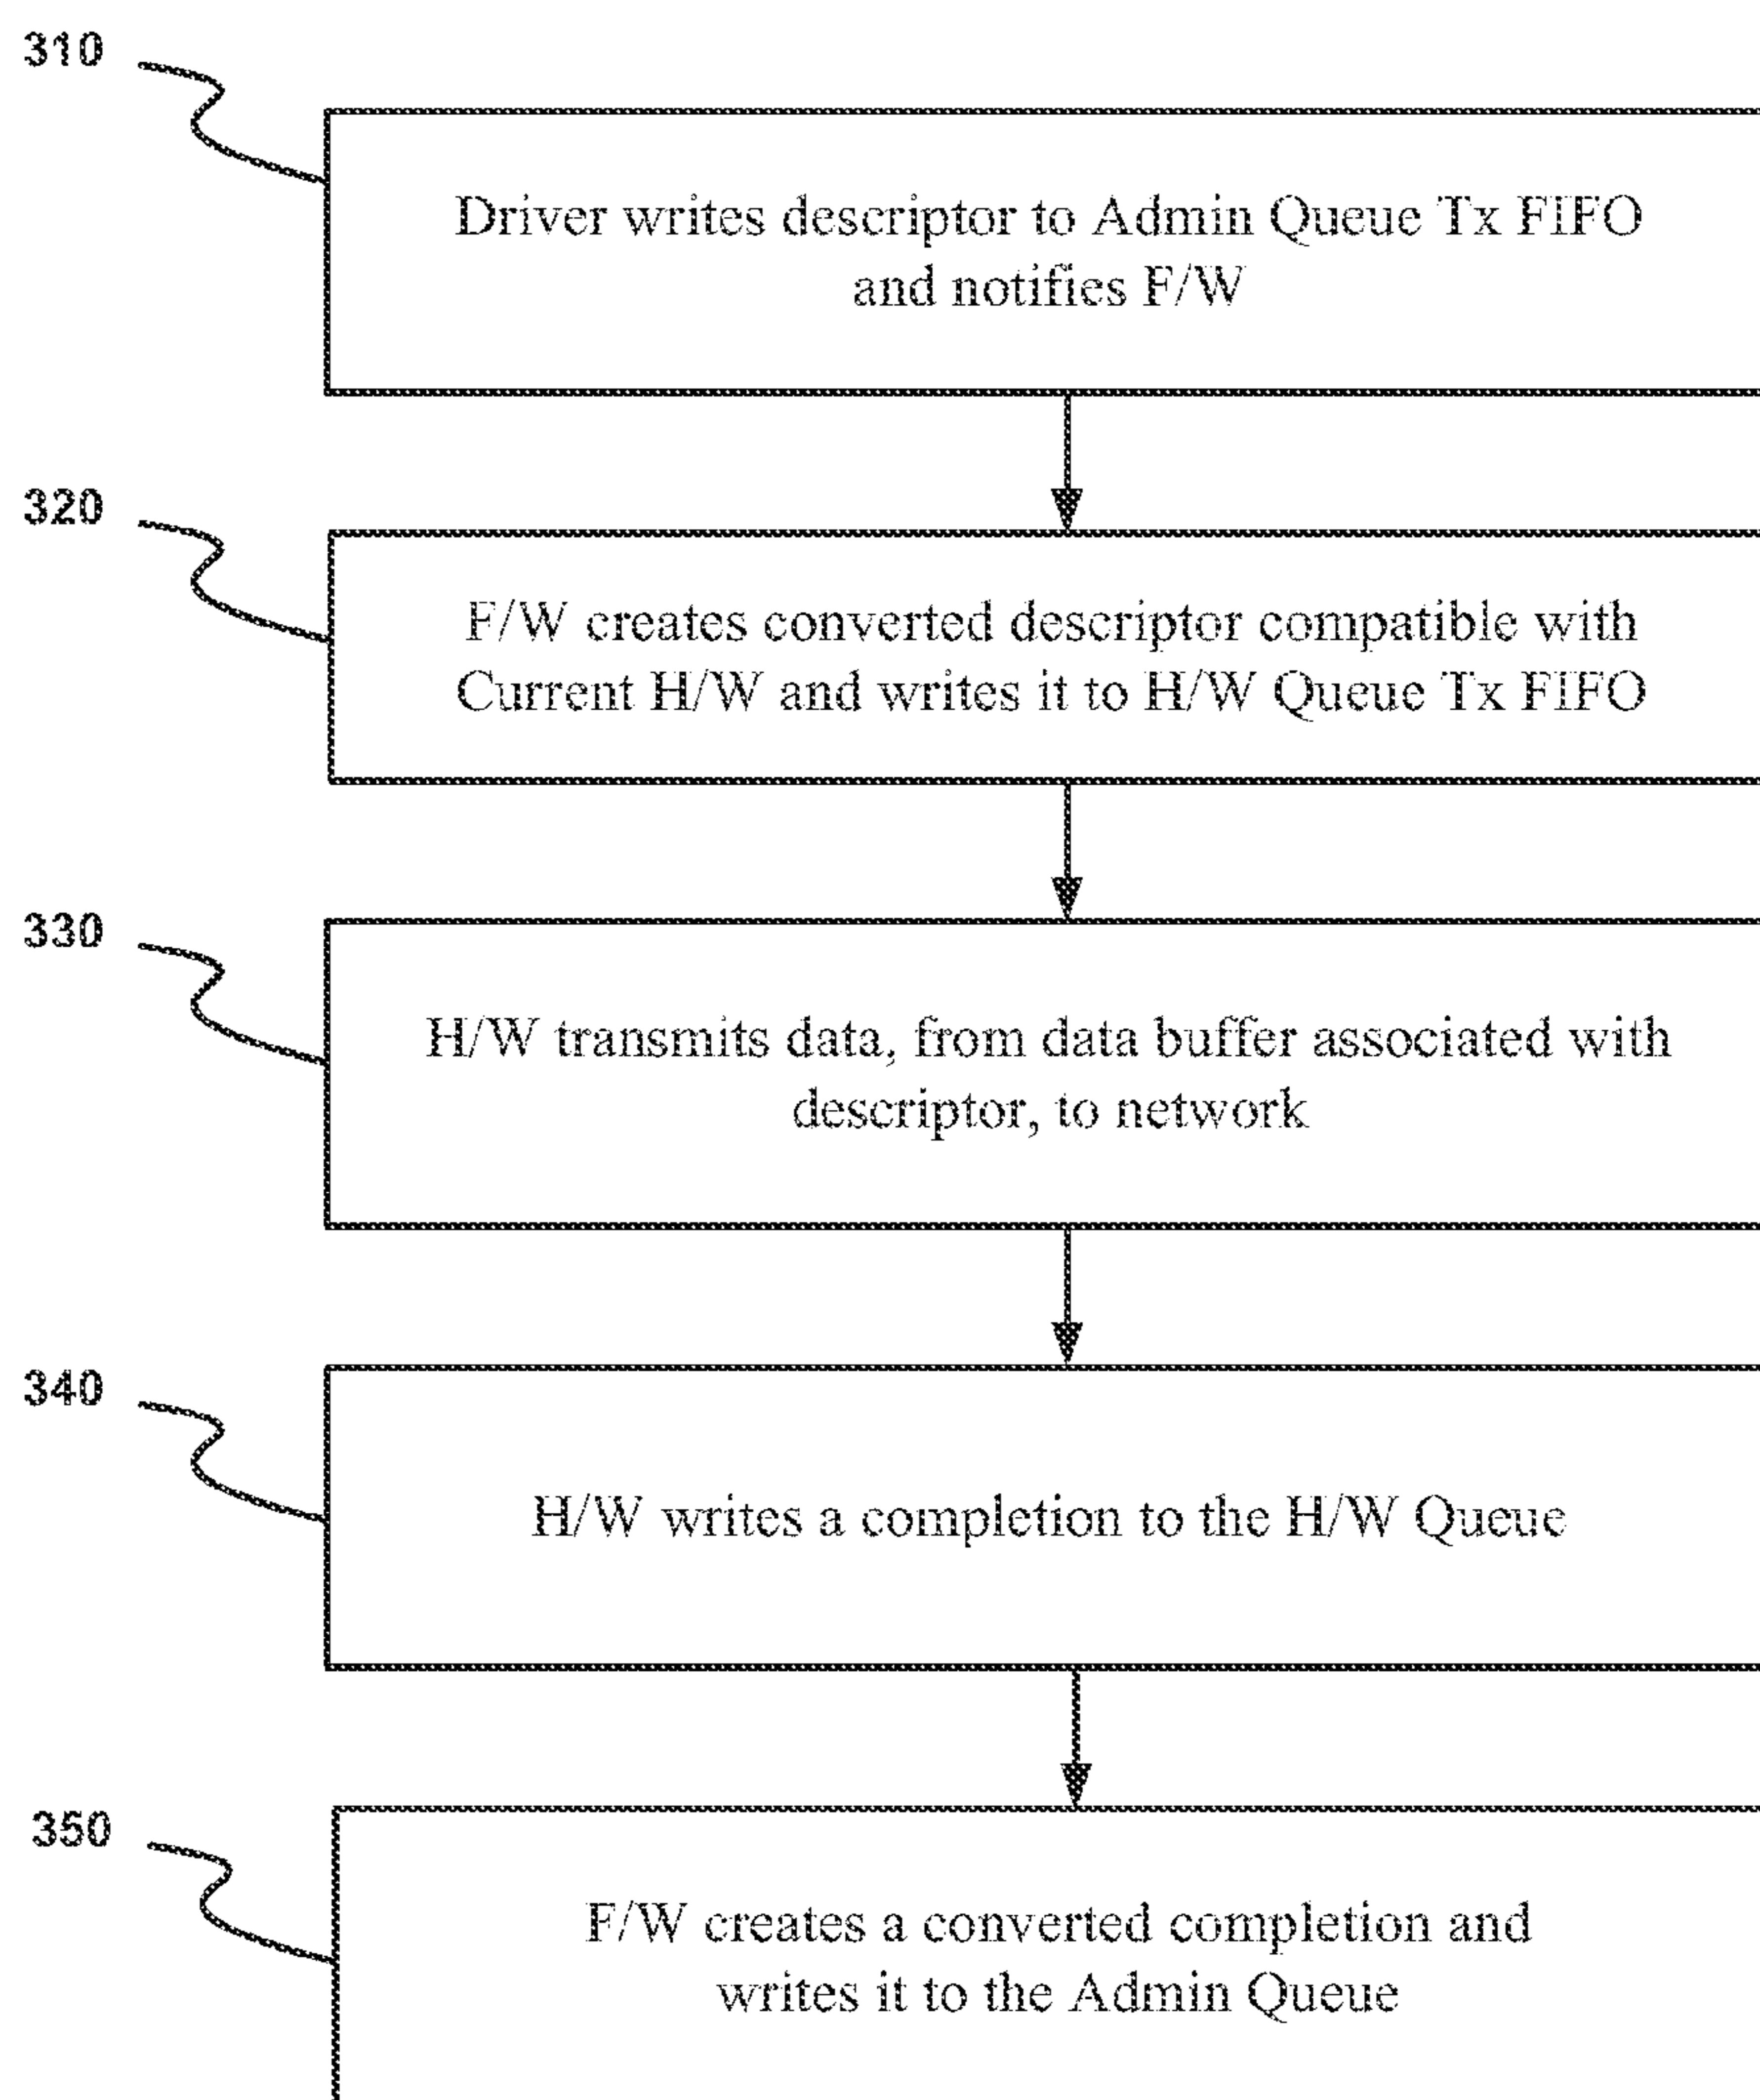 310
Driver writes descriptor to Admin Queue Tx FIFO
and notifies F/W
320
F/W creates converted descriptor compatible with
Current H/W and writes it to H/W Queue Tx FIFO
330
H/W transmits data, from data buffer associated with
descriptor, to network
340
H/W writes a completion to the H/W Queue
350
F/W creates a converted completion and
writes it to the Admin Queue